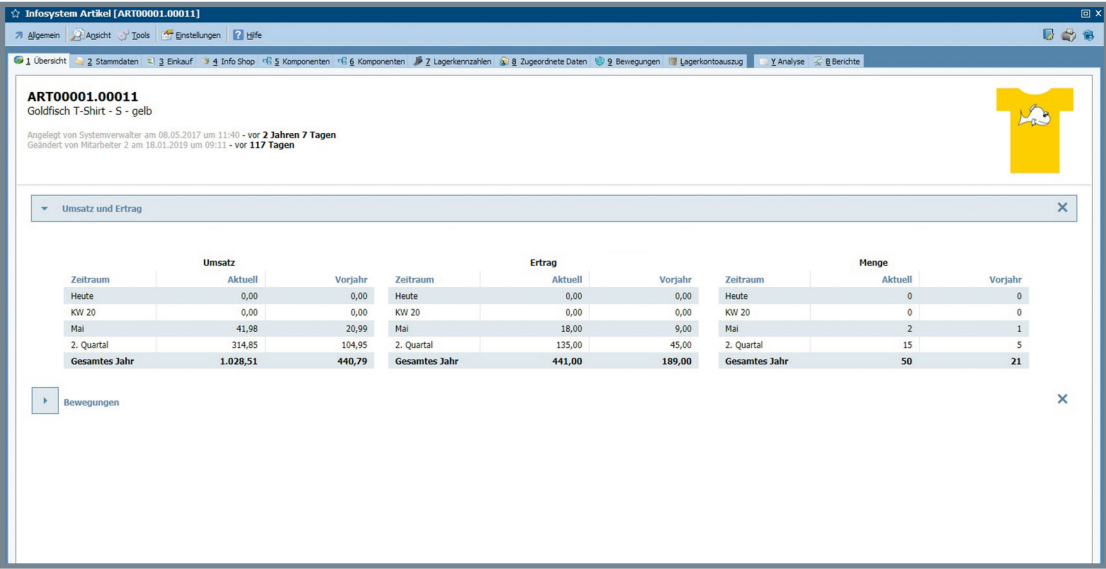 Infosystem Artikel [ART00001.00011]
Allgemein Ansicht Tools Einstellungen Hilfe
1 Übersicht 2 Stammdaten 3 Einkauf 4 Info Shop 5 Komponenten 6 Komponenten 7 Lagerkennzahlen 8 Zugeordnete Daten 9 Bewegungen Lagerkontoauszug Y Analyse B Berichte
ART00001.00011
Goldfisch T-Shirt - S - gelb
Angelegt von Systemverwalter am 08.05.2017 um 11:40 - vor 2 Jahren 7 Tagen
Geändert von Mitarbeiter 2 am 18.01.2019 um 09:11 - vor 117 Tagen
Umsatz und Ertrag
Umsatz Ertrag Menge
Zeitraum Aktuell Vorjahr Zeitraum Aktuell Vorjahr Zeitraum Aktuell Vorjahr
Heute 0,00 0,00 Heute 0,00 0,00 Heute 0 0
KW 20 0,00 0,00 KW 20 0,00 0,00 KW 20 0 0
Mai 41,98 20,99 Mai 18,00 9,00 Mai 2 1
2. Quartal 314,85 104,95 2. Quartal 135,00 45,00 2. Quartal 15 5
Gesamtes Jahr 1.028,51 440,79 Gesamtes Jahr 441,00 189,00 Gesamtes Jahr 50 21
Bewegungen